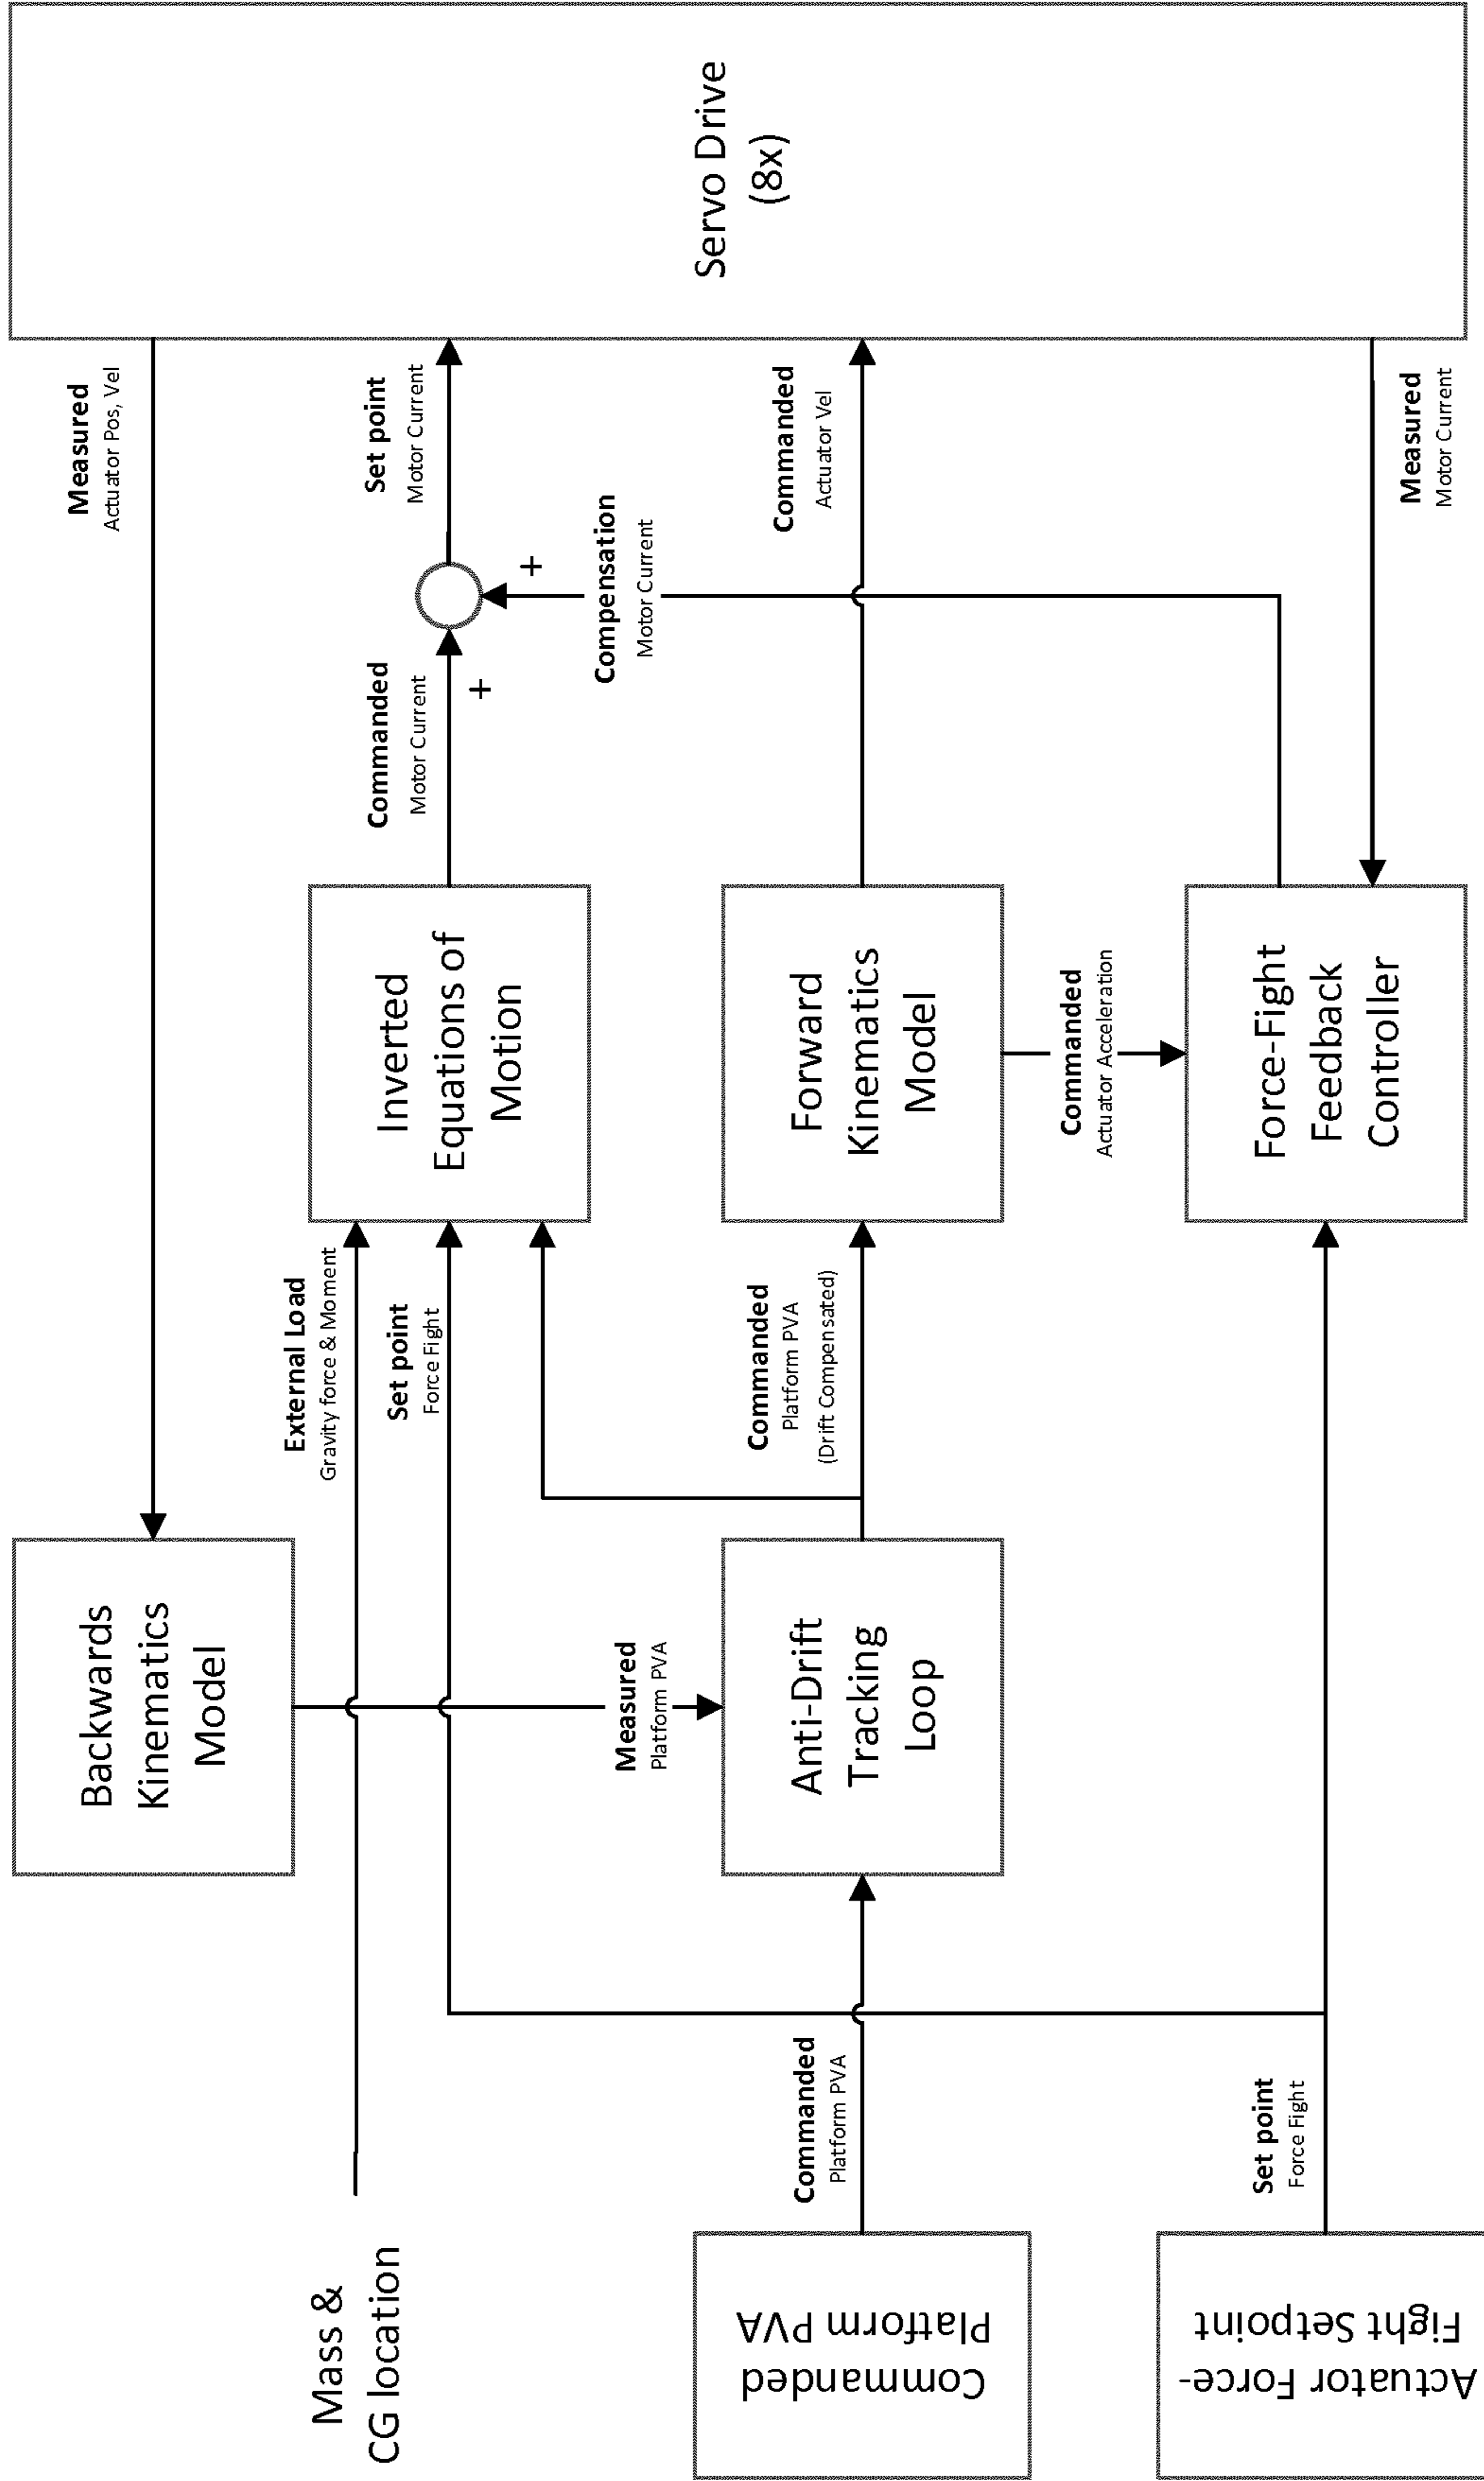 Mass &
CG location
Commanded
Platform PVA
Actuator Force-
Fight Setpoint
Commanded
Platform PVA
Set point
Force Fight
Backwards
Kinematics
Model
Measured
Platform PVA
Anti-Drift
Tracking
Loop
External Load
Gravity force & Moment
Set point
Force Fight
Commanded
Platform PVA
(Drift Compensated)
Inverted
Equations of
Motion
Forward
Kinematics
Model
Commanded
Actuator Acceleration
Force-Fight
Feedback
Controller
Commanded
Motor Current
+
+
Compensation
Motor Current
Measured
Actuator Pos, Vel
Set point
Motor Current
Commanded
Actuator Vel
Measured
Motor Current
Servo Drive
(8x)